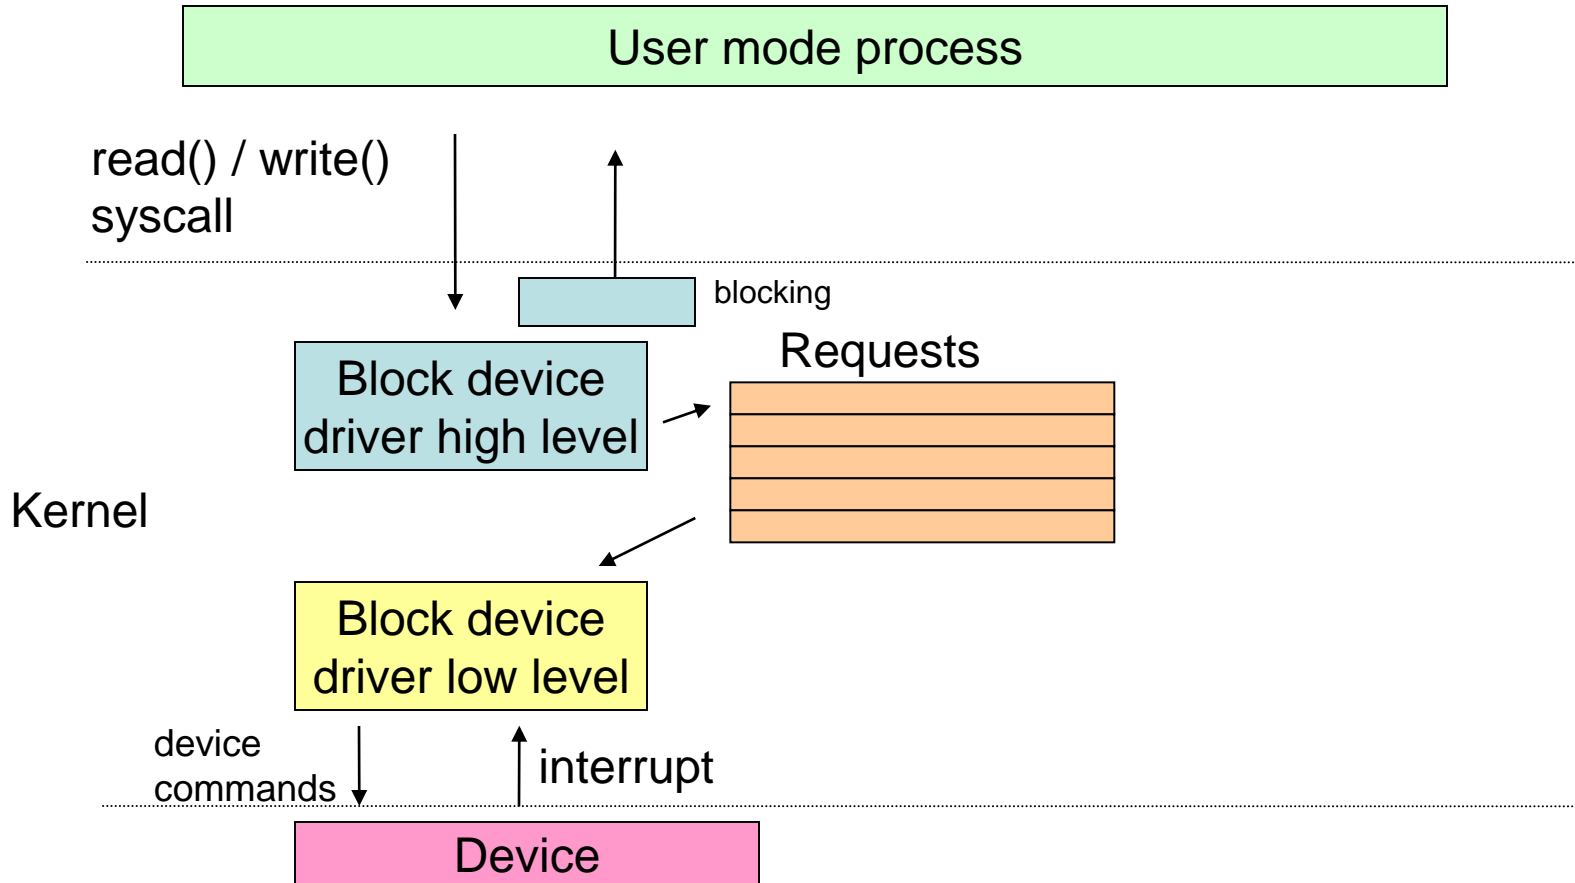 User mode process
read() / write()
syscall
blocking
Requests
Block device
driver high level
Kernel
Block device
driver low level
device
commands
interrupt
Device